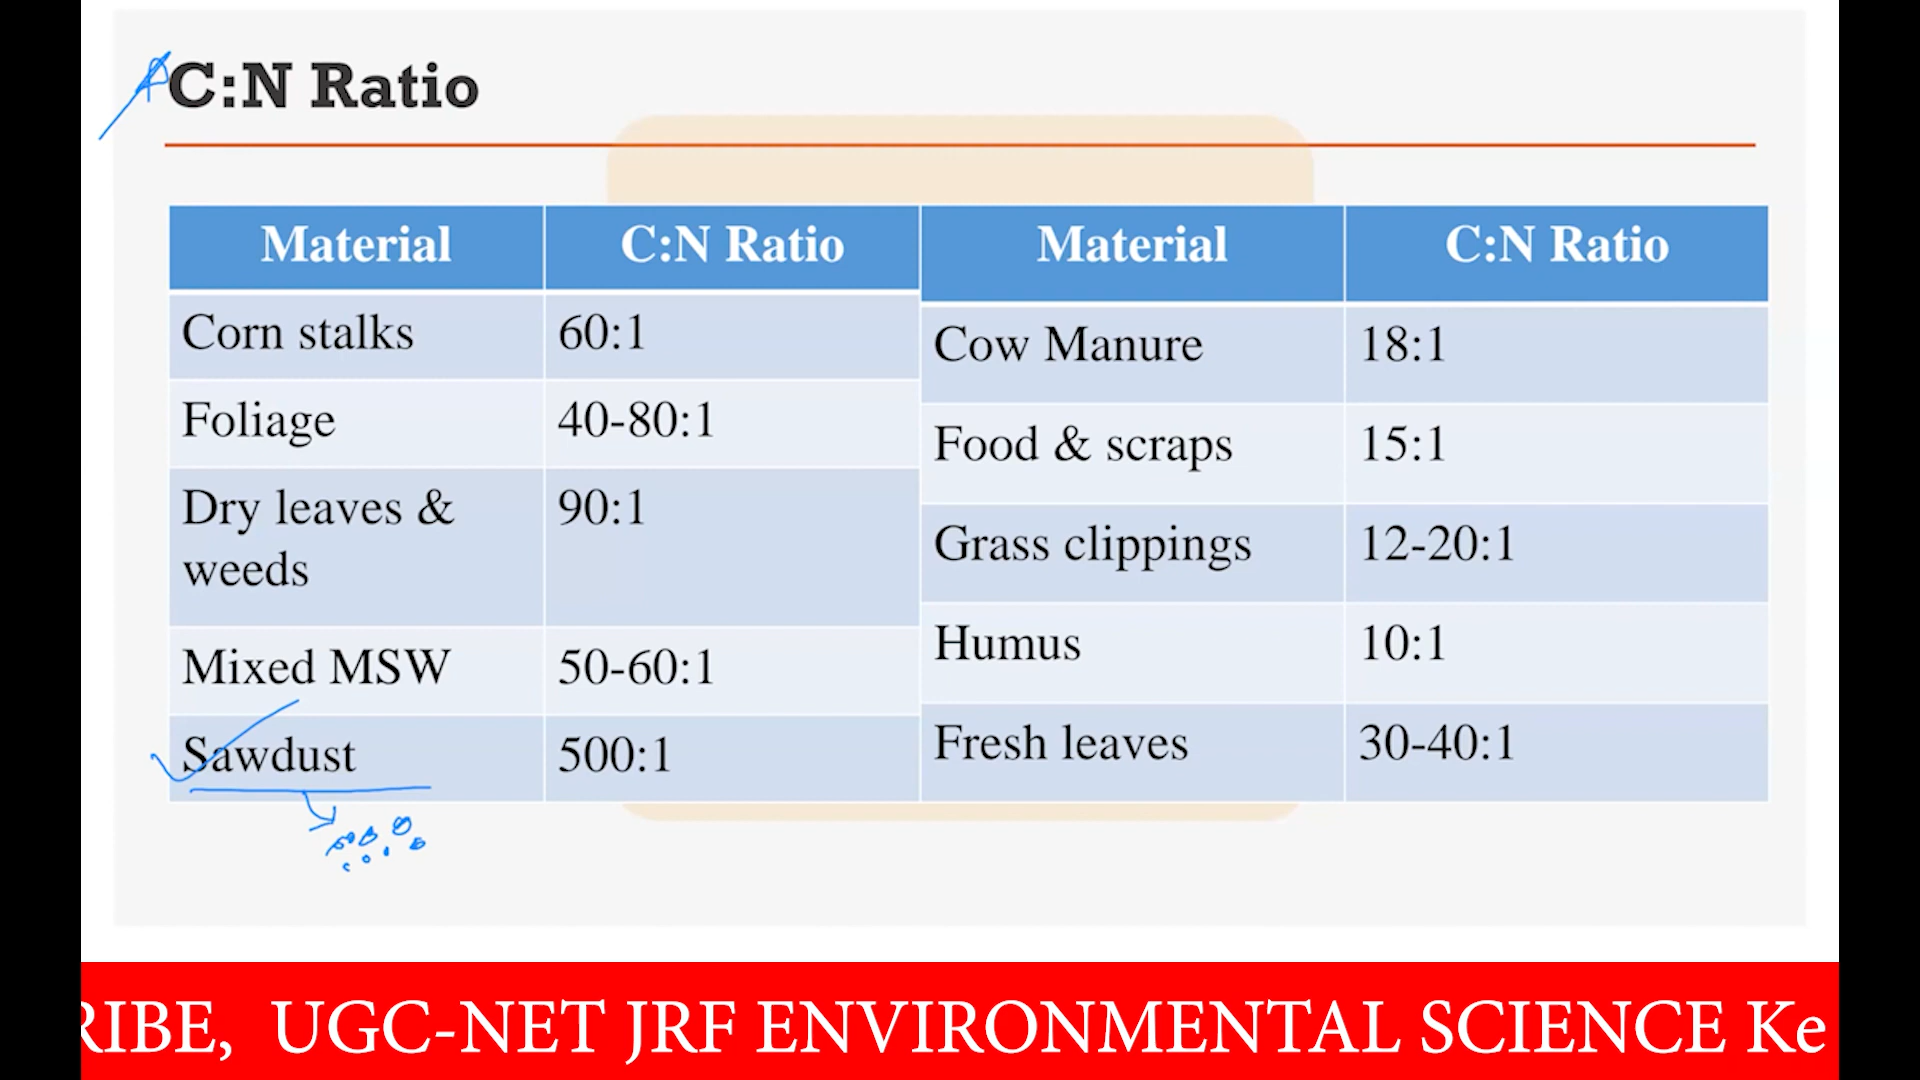 C:N Ratio
Material C:N Ratio Material C:N Ratio
Corn stalks 60:1 Cow Manure 18:1
Foliage 40-80:1 Food & scraps 15:1
Dry leaves & 90:1 Grass clippings 12-20:1
weeds
Mixed MSW 50-60:1 Humus 10:1
Sawdust 500:1 Fresh leaves 30-40:1
RIBE, UGC-NET JRF ENVIRONMENTAL SCIENCE Ke